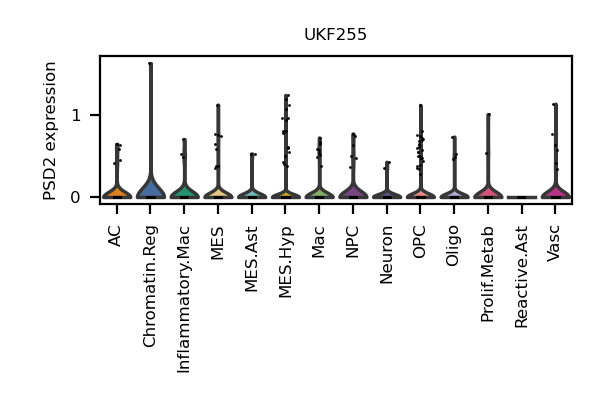 UKF255
PSD2 expression
1
0
AC
Chromatin.Reg
Inflammatory.Mac
MES
MES.Ast
MES.Hyp
Mac
NPC
Neuron
OPC
Oligo
Prolif.Metab
Reactive.Ast
Vasc